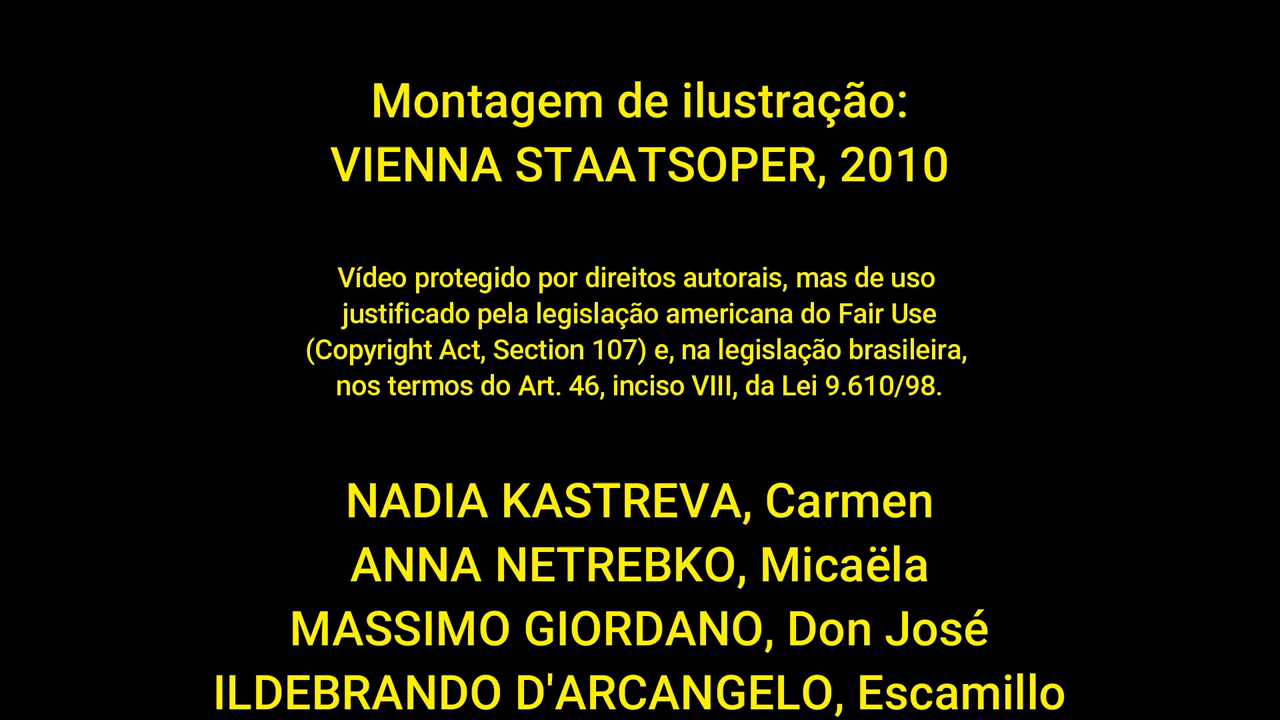 Montagem de ilustração:
VIENNA STAATSOPER, 2010
Vídeo protegido por direitos autorais, mas de uso
justificado pela legislação americana do Fair Use
(Copyright Act, Section 107) e, na legislação brasileira,
nos termos do Art. 46, inciso VIII, da Lei 9.610/98.
NADIA KASTREVA, Carmen
ANNA NETREBKO, Micaëla
MASSIMO GIORDANO, Don José
ILDEBRANDO D'ARCANGELO, Escamillo